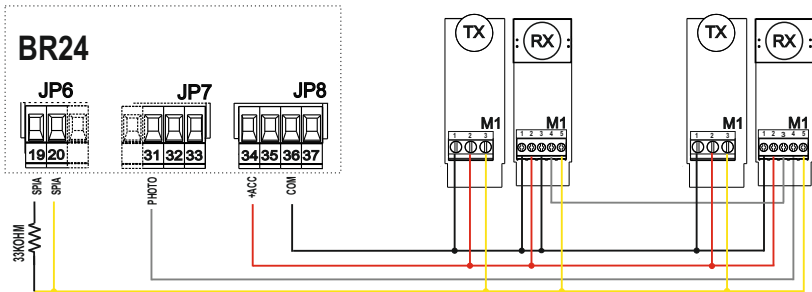 BR24
JP6 JP7 JP8
19 20 31 32 33 34 35 36 37
SPIA SPIA PHOTO +ACC COM
33KOHM
TX RX TX RX
M1 M1 M1 M1
1 2 3 1 2 3 4 5 1 2 3 1 2 3 4 5